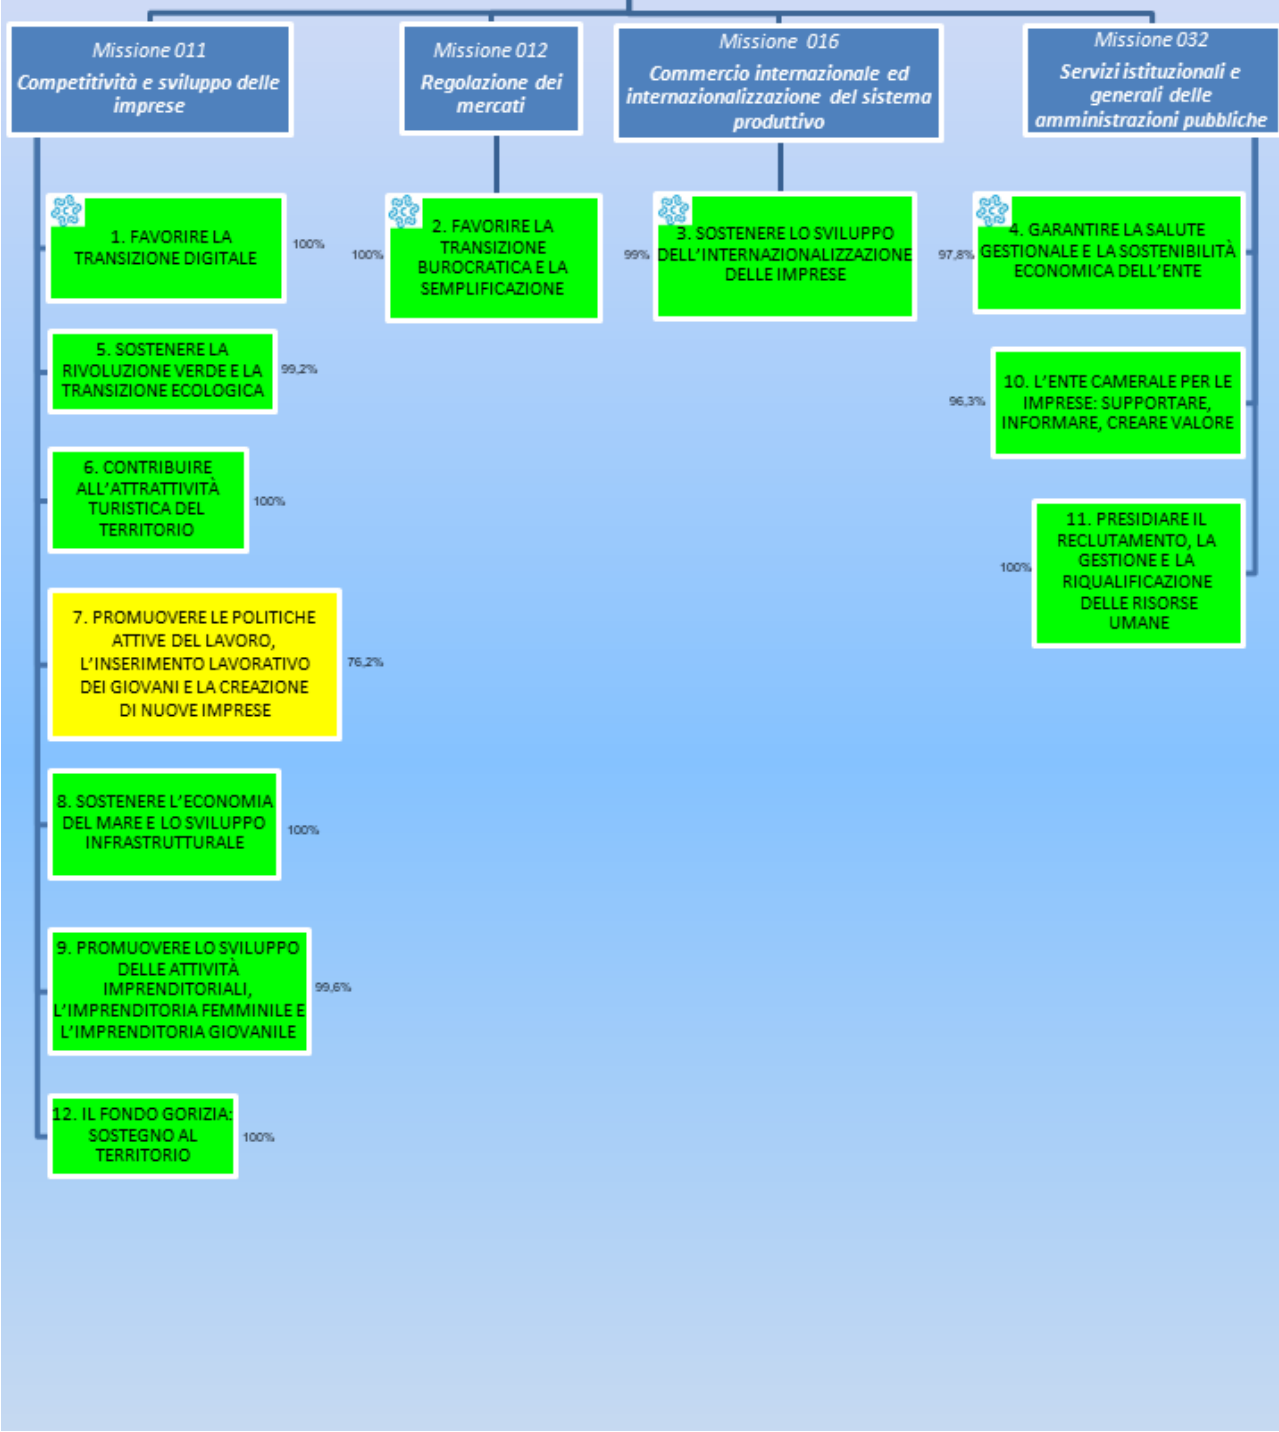 Missione 011
Competitività e sviluppo delle
imprese
Missione 012
Regolazione dei
mercati
Missione 016
Commercio internazionale ed
internazionalizzazione del sistema
produttivo
Missione 032
Servizi istituzionali e
generali delle
amministrazioni pubbliche
1. FAVORIRE LA
TRANSIZIONE DIGITALE
100%
5. SOSTENERE LA
RIVOLUZIONE VERDE E LA
TRANSIZIONE ECOLOGICA
99,2%
6. CONTRIBUIRE
ALL'ATTRATTIVITÀ
TURISTICA DEL
TERRITORIO
100%
7. PROMUOVERE LE POLITICHE
ATTIVE DEL LAVORO,
L'INSERIMENTO LAVORATIVO
DEI GIOVANI E LA CREAZIONE
DI NUOVE IMPRESE
76,2%
8. SOSTENERE L'ECONOMIA
DEL MARE E LO SVILUPPO
INFRASTRUTTURALE
100%
9. PROMUOVERE LO SVILUPPO
DELLE ATTIVITÀ
IMPRENDITORIALI,
L'IMPRENDITORIA FEMMINILE E
L'IMPRENDITORIA GIOVANILE
99,6%
12. IL FONDO GORIZIA:
SOSTEGNO AL
TERRITORIO
100%
100%
2. FAVORIRE LA
TRANSIZIONE
BUROCRATICA E LA
SEMPLIFICAZIONE
99%
3. SOSTENERE LO SVILUPPO
DELL'INTERNAZIONALIZZAZIONE
DELLE IMPRESE
97,8%
4. GARANTIRE LA SALUTE
GESTIONALE E LA SOSTENIBILITÀ
ECONOMICA DELL'ENTE
96,3%
10. L'ENTE CAMERALE PER LE
IMPRESE: SUPPORTARE,
INFORMARE, CREARE VALORE
100%
11. PRESIDIARE IL
RECLUTAMENTO, LA
GESTIONE E LA
RIQUALIFICAZIONE
DELLE RISORSE
UMANE